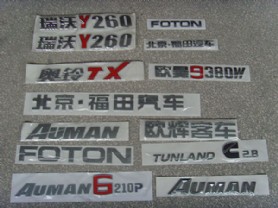 瑞沃Y260
瑞沃Y260
FOTON
北京·福田汽车
奥铃TX
欧曼9380W
北京·福田汽车
AUMAN
欧辉客车
FOTON
TUNLAND C 2.8
AUMAN 6 210P
AUMAN